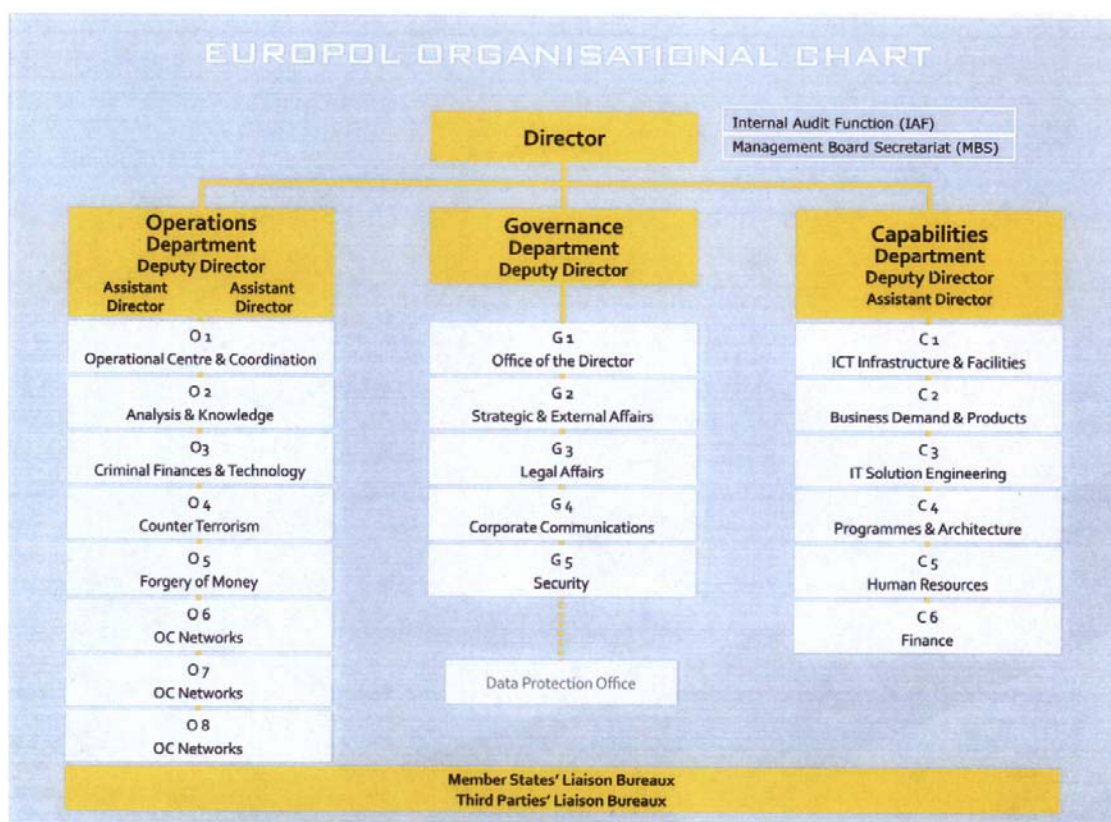 EUROPOL ORGANISATIONAL CHART
Director
Internal Audit Function (IAF)
Management Board Secretariat (MBS)
Operations
Department
Deputy Director
Assistant Director
Assistant Director
O 1
Operational Centre & Coordination
O 2
Analysis & Knowledge
O3
Criminal Finances & Technology
O 4
Counter Terrorism
O 5
Forgery of Money
O 6
OC Networks
O 7
OC Networks
O 8
OC Networks
Governance
Department
Deputy Director
G 1
Office of the Director
G 2
Strategic & External Affairs
G 3
Legal Affairs
G 4
Corporate Communications
G 5
Security
Data Protection Office
Capabilities
Department
Deputy Director
Assistant Director
C 1
ICT Infrastructure & Facilities
C 2
Business Demand & Products
C 3
IT Solution Engineering
C 4
Programmes & Architecture
C 5
Human Resources
C 6
Finance
Member States' Liaison Bureaux
Third Parties' Liaison Bureaux